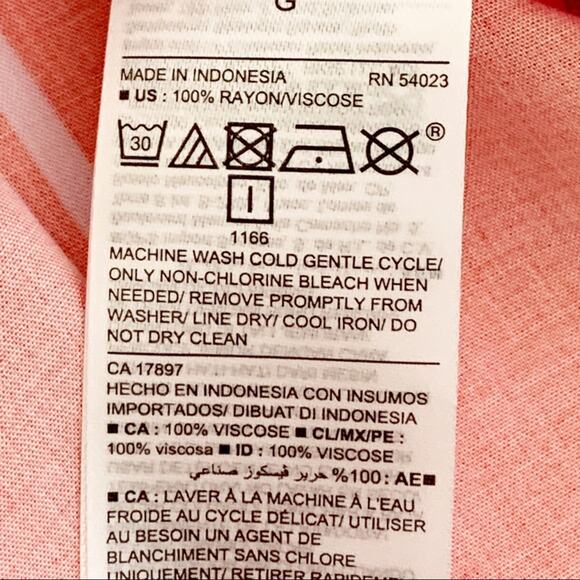 G
MADE IN INDONESIA RN 54023
■ US : 100% RAYON/VISCOSE
30
®
1166
MACHINE WASH COLD GENTLE CYCLE/
ONLY NON-CHLORINE BLEACH WHEN
NEEDED/ REMOVE PROMPTLY FROM
WASHER/ LINE DRY/ COOL IRON/ DO
NOT DRY CLEAN
CA 17897
HECHO EN INDONESIA CON INSUMOS
IMPORTADOS/ DIBUAT DI INDONESIA
■ CA : 100% VISCOSE ■ CL/MX/PE :
100% viscosa ■ ID : 100% VISCOSE
■AE : 100% حرير ڤيسكوز صناعي
■ CA : LAVER À LA MACHINE À L'EAU
FROIDE AU CYCLE DÉLICAT/ UTILISER
AU BESOIN UN AGENT DE
BLANCHIMENT SANS CHLORE
UNIQUEMENT/ RETIRER RAPIDEMENT